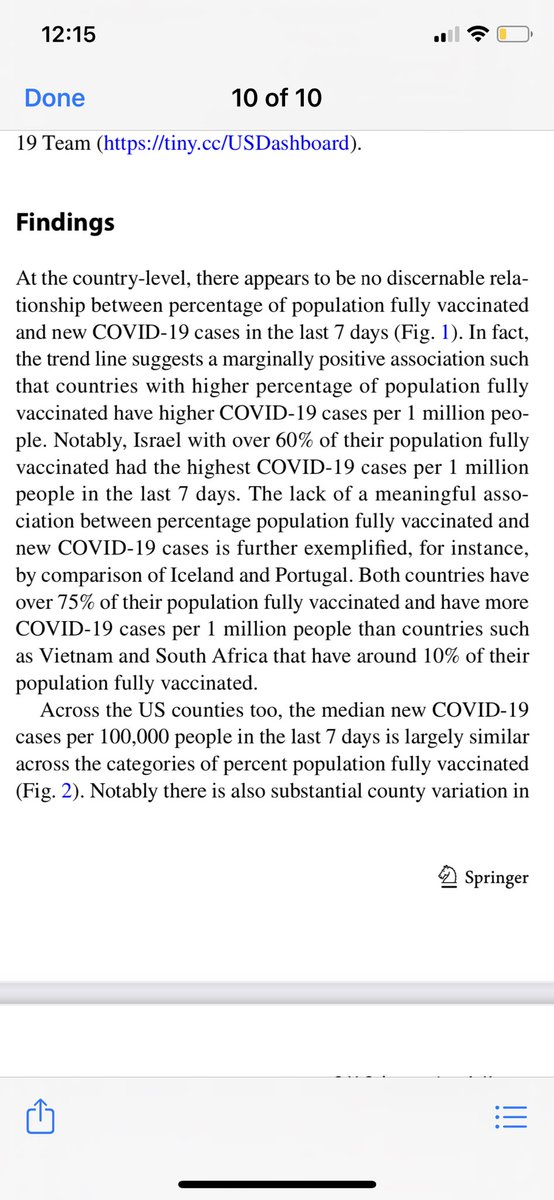 12:15
Done
10 of 10
19 Team (https://tiny.cc/USDashboard).
Findings
At the country-level, there appears to be no discernable rela-
tionship between percentage of population fully vaccinated
and new COVID-19 cases in the last 7 days (Fig. 1). In fact,
the trend line suggests a marginally positive association such
that countries with higher percentage of population fully
vaccinated have higher COVID-19 cases per 1 million peo-
ple. Notably, Israel with over 60% of their population fully
vaccinated had the highest COVID-19 cases per 1 million
people in the last 7 days. The lack of a meaningful asso-
ciation between percentage population fully vaccinated and
new COVID-19 cases is further exemplified, for instance,
by comparison of Iceland and Portugal. Both countries have
over 75% of their population fully vaccinated and have more
COVID-19 cases per 1 million people than countries such
as Vietnam and South Africa that have around 10% of their
population fully vaccinated.
Across the US counties too, the median new COVID-19
cases per 100,000 people in the last 7 days is largely similar
across the categories of percent population fully vaccinated
(Fig. 2). Notably there is also substantial county variation in
Springer